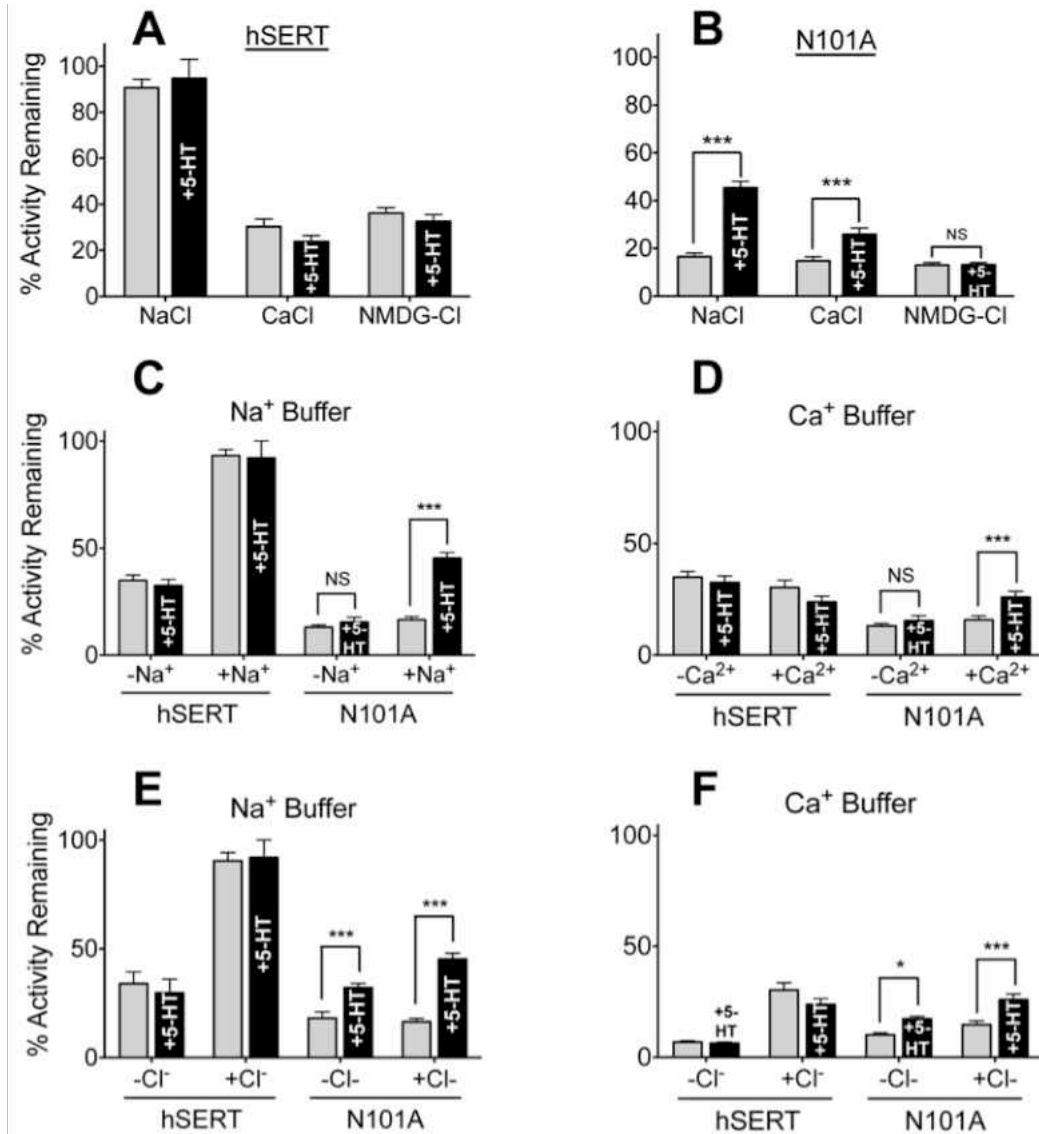 A
hSERT
% Activity Remaining
100
80
60
40
20
0
+5-HT
+5-HT
+5-HT
NaCl
CaCl
NMDG-Cl
B
N101A
100
80
60
40
20
0
***
***
NS
+5-HT
+5-HT
+5-
HT
NaCl
CaCl
NMDG-Cl
C
Na⁺ Buffer
% Activity Remaining
100
50
0
***
NS
+5-HT
+5-HT
+5-
HT
+5-HT
-Na⁺
+Na⁺
-Na⁺
+Na⁺
hSERT
N101A
D
Ca⁺ Buffer
100
50
0
***
NS
+5-HT
+5-HT
+5-
HT
+5-HT
-Ca²⁺
+Ca²⁺
-Ca²⁺
+Ca²⁺
hSERT
N101A
E
Na⁺ Buffer
% Activity Remaining
100
50
0
***
***
+5-HT
+5-HT
+5-HT
+5-HT
-Cl⁻
+Cl⁻
-Cl-
+Cl-
hSERT
N101A
F
Ca⁺ Buffer
100
50
0
*
***
+5-
HT
+5-HT
+5-
HT
+5-HT
-Cl⁻
+Cl⁻
-Cl-
+Cl-
hSERT
N101A